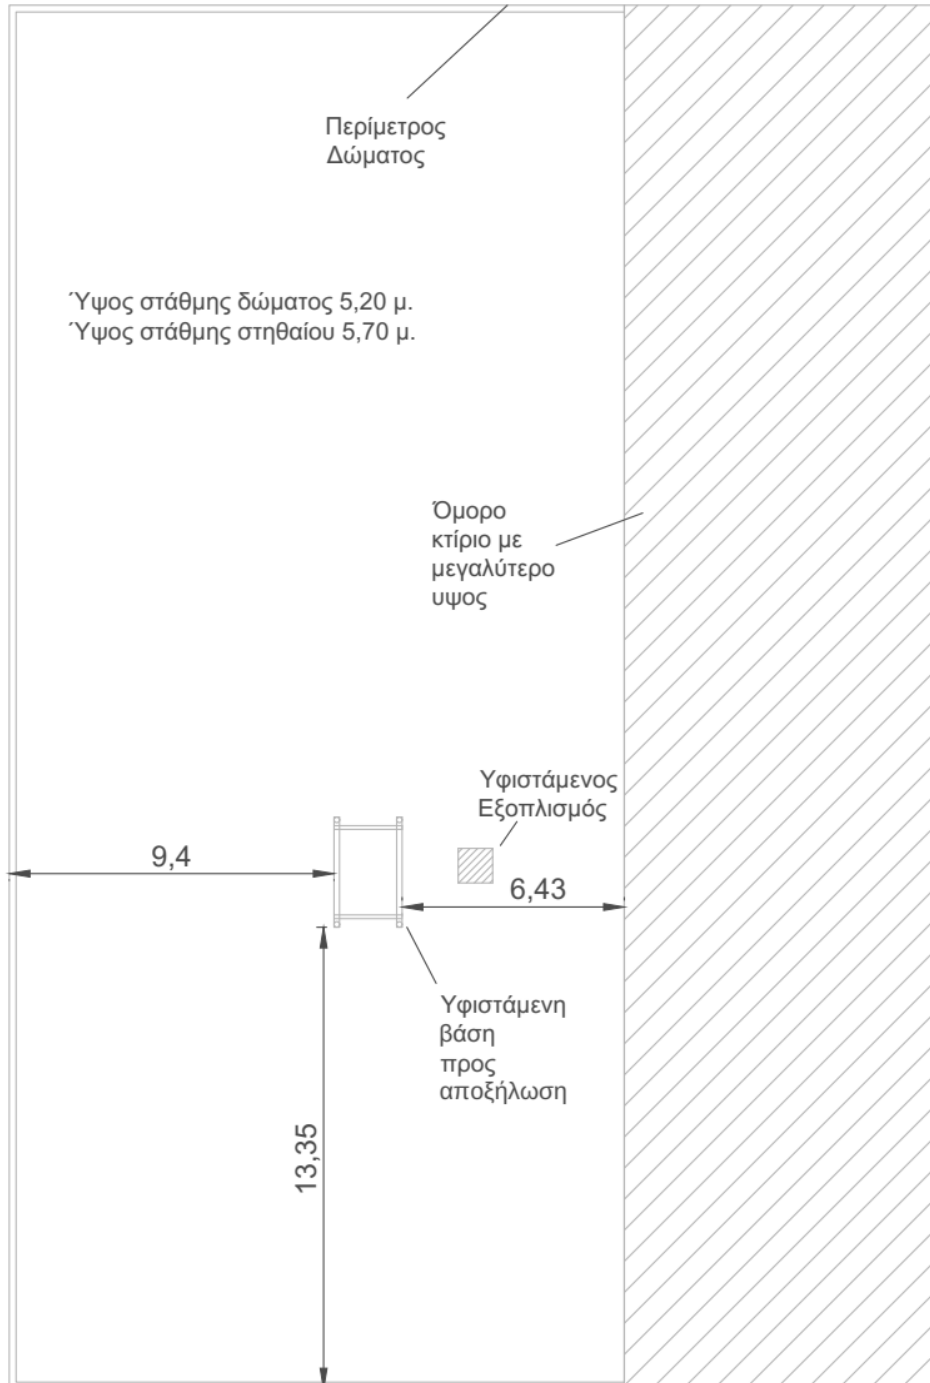 Περίμετρος
Δώματος
Ύψος στάθμης δώματος 5,20 μ.
Ύψος στάθμης στηθαίου 5,70 μ.
Όμορο
κτίριο με
μεγαλύτερο
υψος
Υφιστάμενος
Εξοπλισμός
9,4
6,43
Υφιστάμενη
βάση
προς
αποξήλωση
13,35